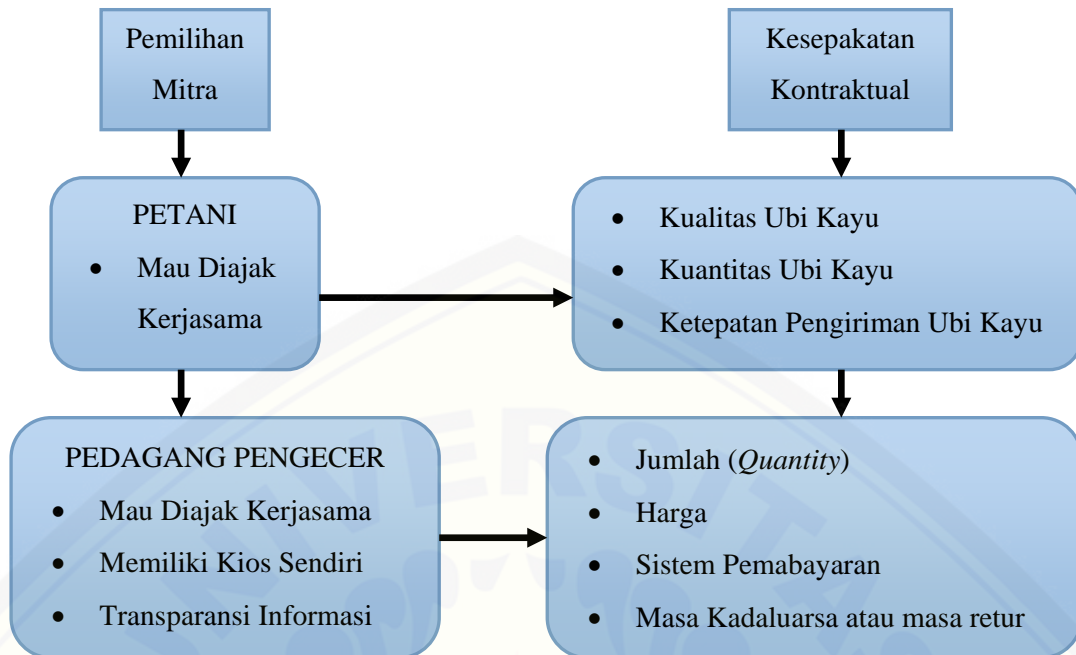 Pemilihan
Mitra
Kesepakatan
Kontraktual
PETANI
• Mau Diajak
Kerjasama
• Kualitas Ubi Kayu
• Kuantitas Ubi Kayu
• Ketepatan Pengiriman Ubi Kayu
PEDAGANG PENGECER
• Mau Diajak Kerjasama
• Memiliki Kios Sendiri
• Transparansi Informasi
• Jumlah (Quantity)
• Harga
• Sistem Pemabayaran
• Masa Kadaluarsa atau masa retur
NIVERSITAS